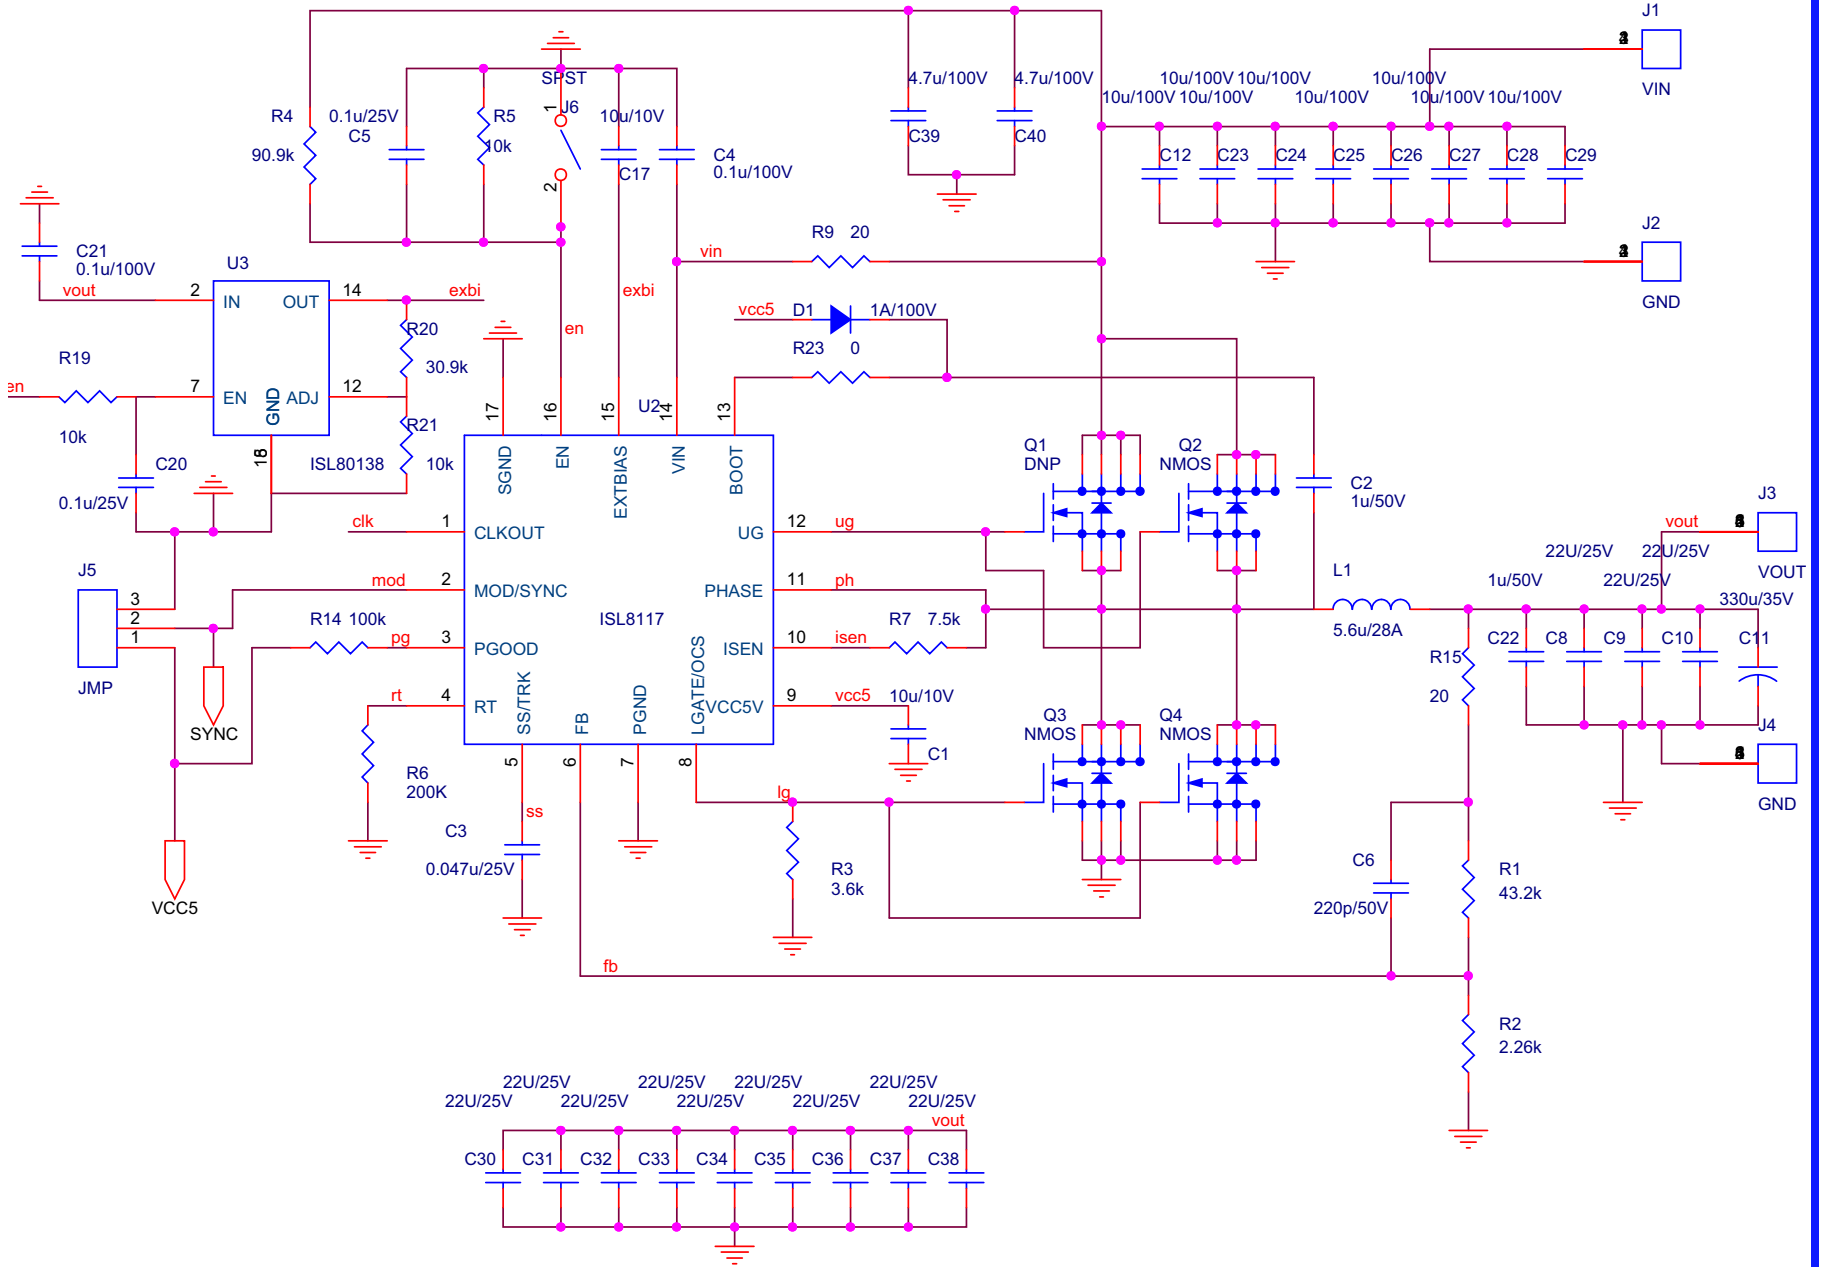 J1
VIN
4.7u/100V 4.7u/100V
10u/100V 10u/100V 10u/100V
10u/100V 10u/100V 10u/100V 10u/100V 10u/100V
C39 C40
C12 C23 C24 C25 C26 C27 C28 C29
J2
GND
SPST
J6
1
2
R4
90.9k
0.1u/25V
C5
R5
10k
10u/10V
C17
C4
0.1u/100V
R9 20
vin
C21
0.1u/100V
vout
U3
2 IN OUT 14 exbi
7 EN ADJ 12
GND
ISL80138
R20
30.9k
R21
10k
en
R19
10k
C20
0.1u/25V
exbi
en
vcc5 D1 1A/100V
R23 0
U2
17 16 15 14 13
SGND EN EXTBIAS VIN BOOT
clk 1 CLKOUT
mod 2 MOD/SYNC
pg 3 PGOOD
rt 4 RT
ISL8117
UG 12 ug
PHASE 11 ph
ISEN 10 isen
VCC5V 9 vcc5
SS/TRK FB PGND LGATE/OCS
5 6 7 8
J5
3
2
1
JMP
R14 100k
SYNC
VCC5
R6
200K
C3
0.047u/25V
ss
R7 7.5k
10u/10V
C1
lg
R3
3.6k
Q1
DNP
Q2
NMOS
Q3
NMOS
Q4
NMOS
C2
1u/50V
L1
5.6u/28A
J3
vout
VOUT
22U/25V 22U/25V
1u/50V 22U/25V
330u/35V
C22 C8 C9 C10 C11
R15
20
J4
GND
C6
220p/50V
R1
43.2k
fb
R2
2.26k
22U/25V 22U/25V 22U/25V 22U/25V
22U/25V 22U/25V 22U/25V 22U/25V 22U/25V
vout
C30 C31 C32 C33 C34 C35 C36 C37 C38